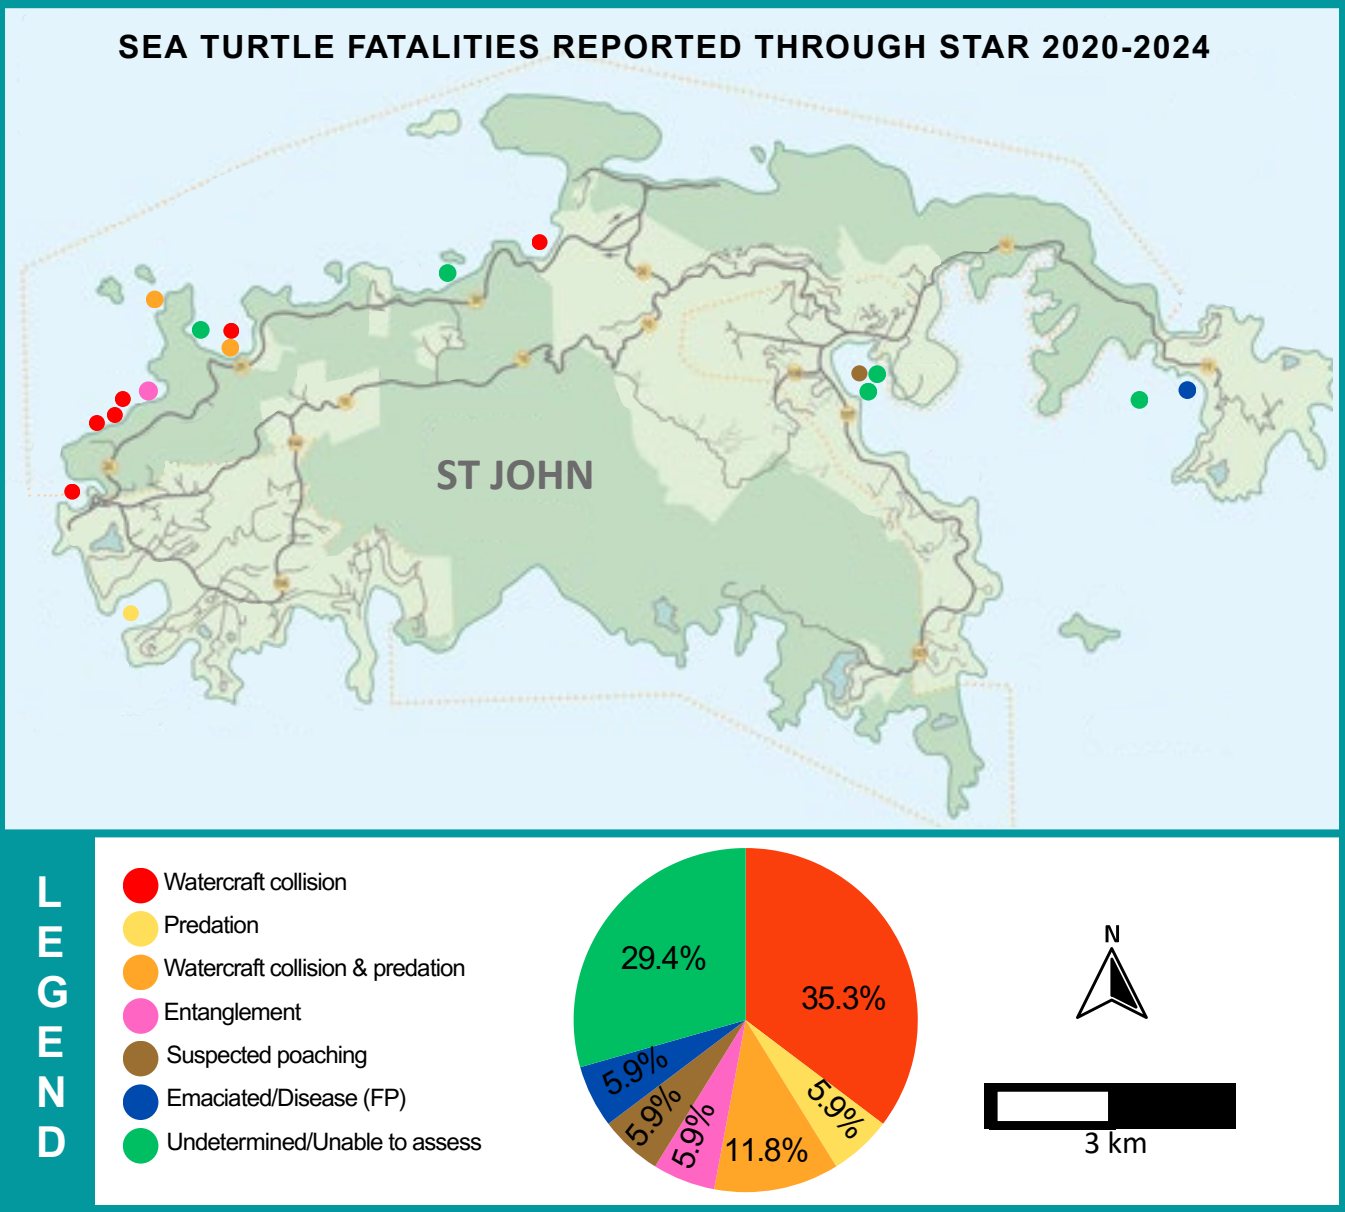 SEA TURTLE FATALITIES REPORTED THROUGH STAR 2020-2024
ST JOHN
LEGEND
Watercraft collision
Predation
Watercraft collision & predation
Entanglement
Suspected poaching
Emaciated/Disease (FP)
Undetermined/Unable to assess
29.4%
35.3%
5.9%
5.9%
5.9%
5.9%
11.8%
N
3 km